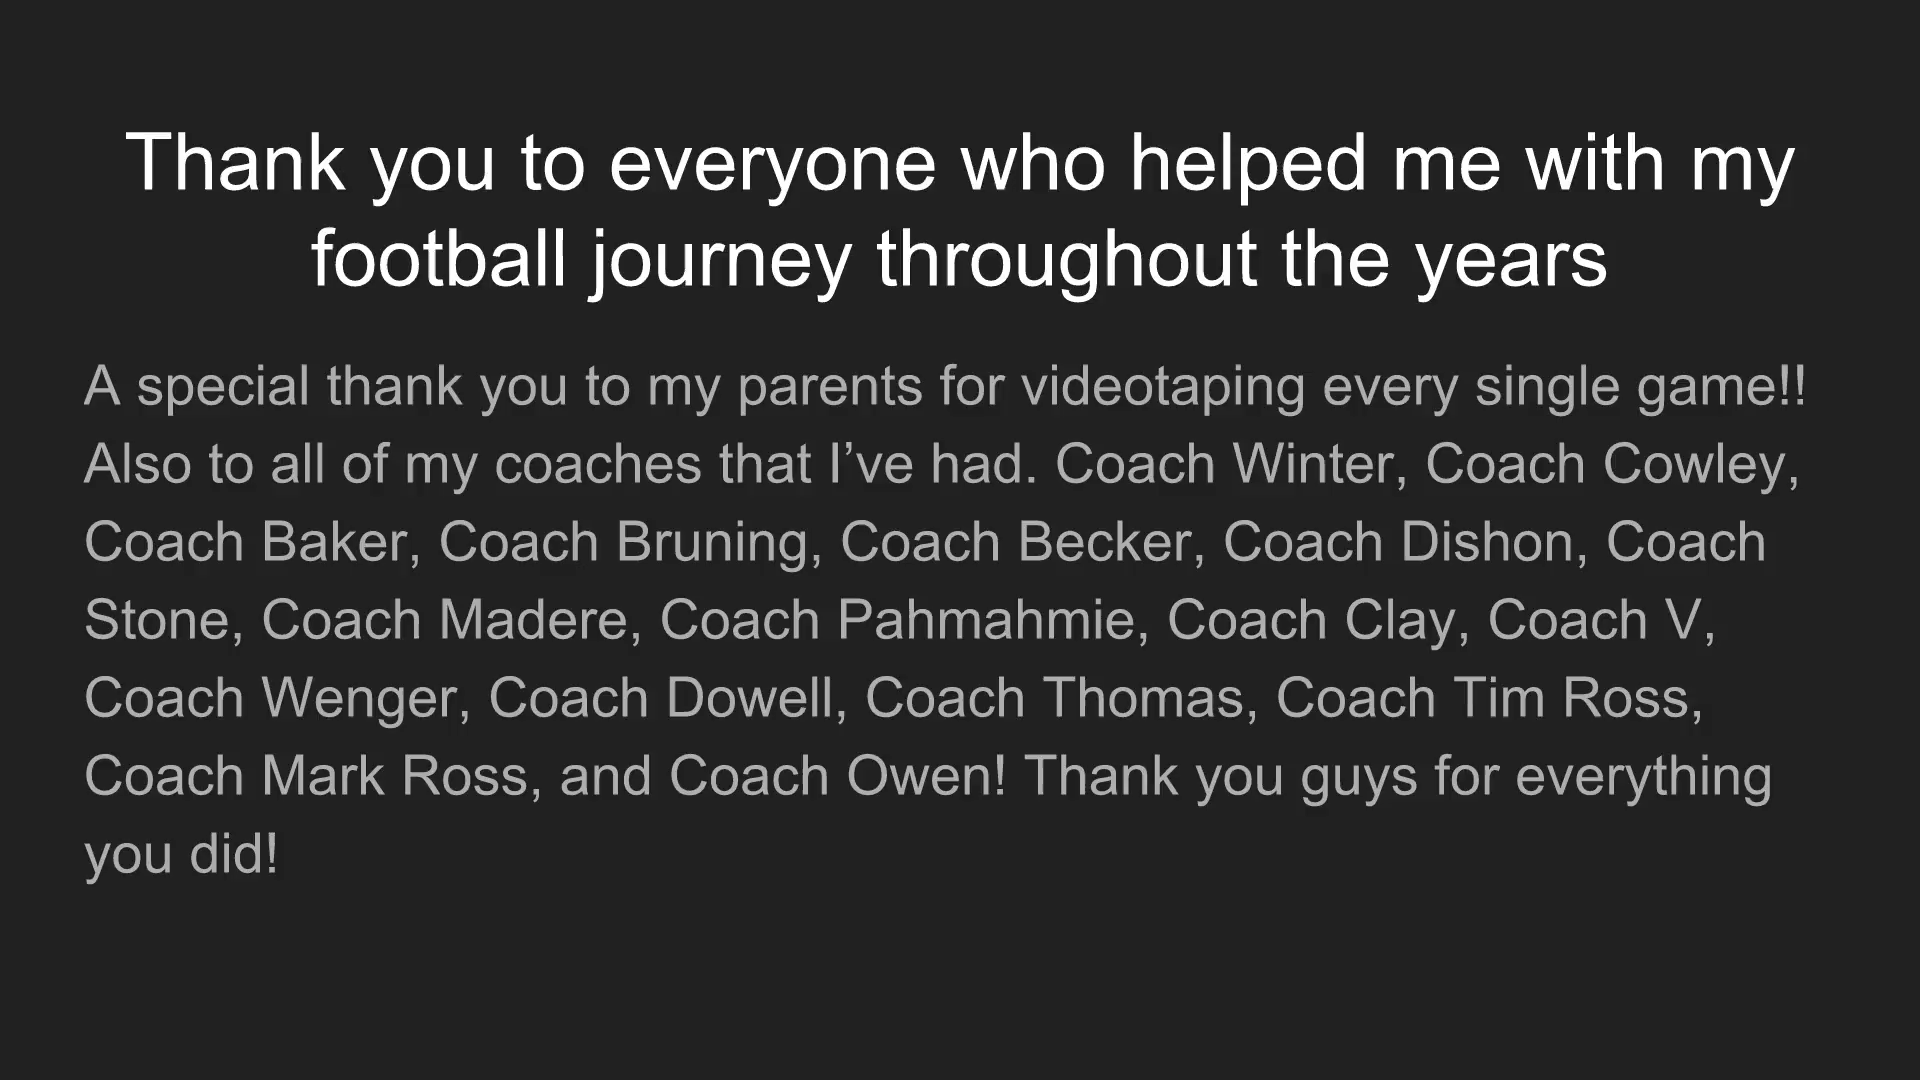 Thank you to everyone who helped me with my
football journey throughout the years
A special thank you to my parents for videotaping every single game!!
Also to all of my coaches that I’ve had. Coach Winter, Coach Cowley,
Coach Baker, Coach Bruning, Coach Becker, Coach Dishon, Coach
Stone, Coach Madere, Coach Pahmahmie, Coach Clay, Coach V,
Coach Wenger, Coach Dowell, Coach Thomas, Coach Tim Ross,
Coach Mark Ross, and Coach Owen! Thank you guys for everything
you did!